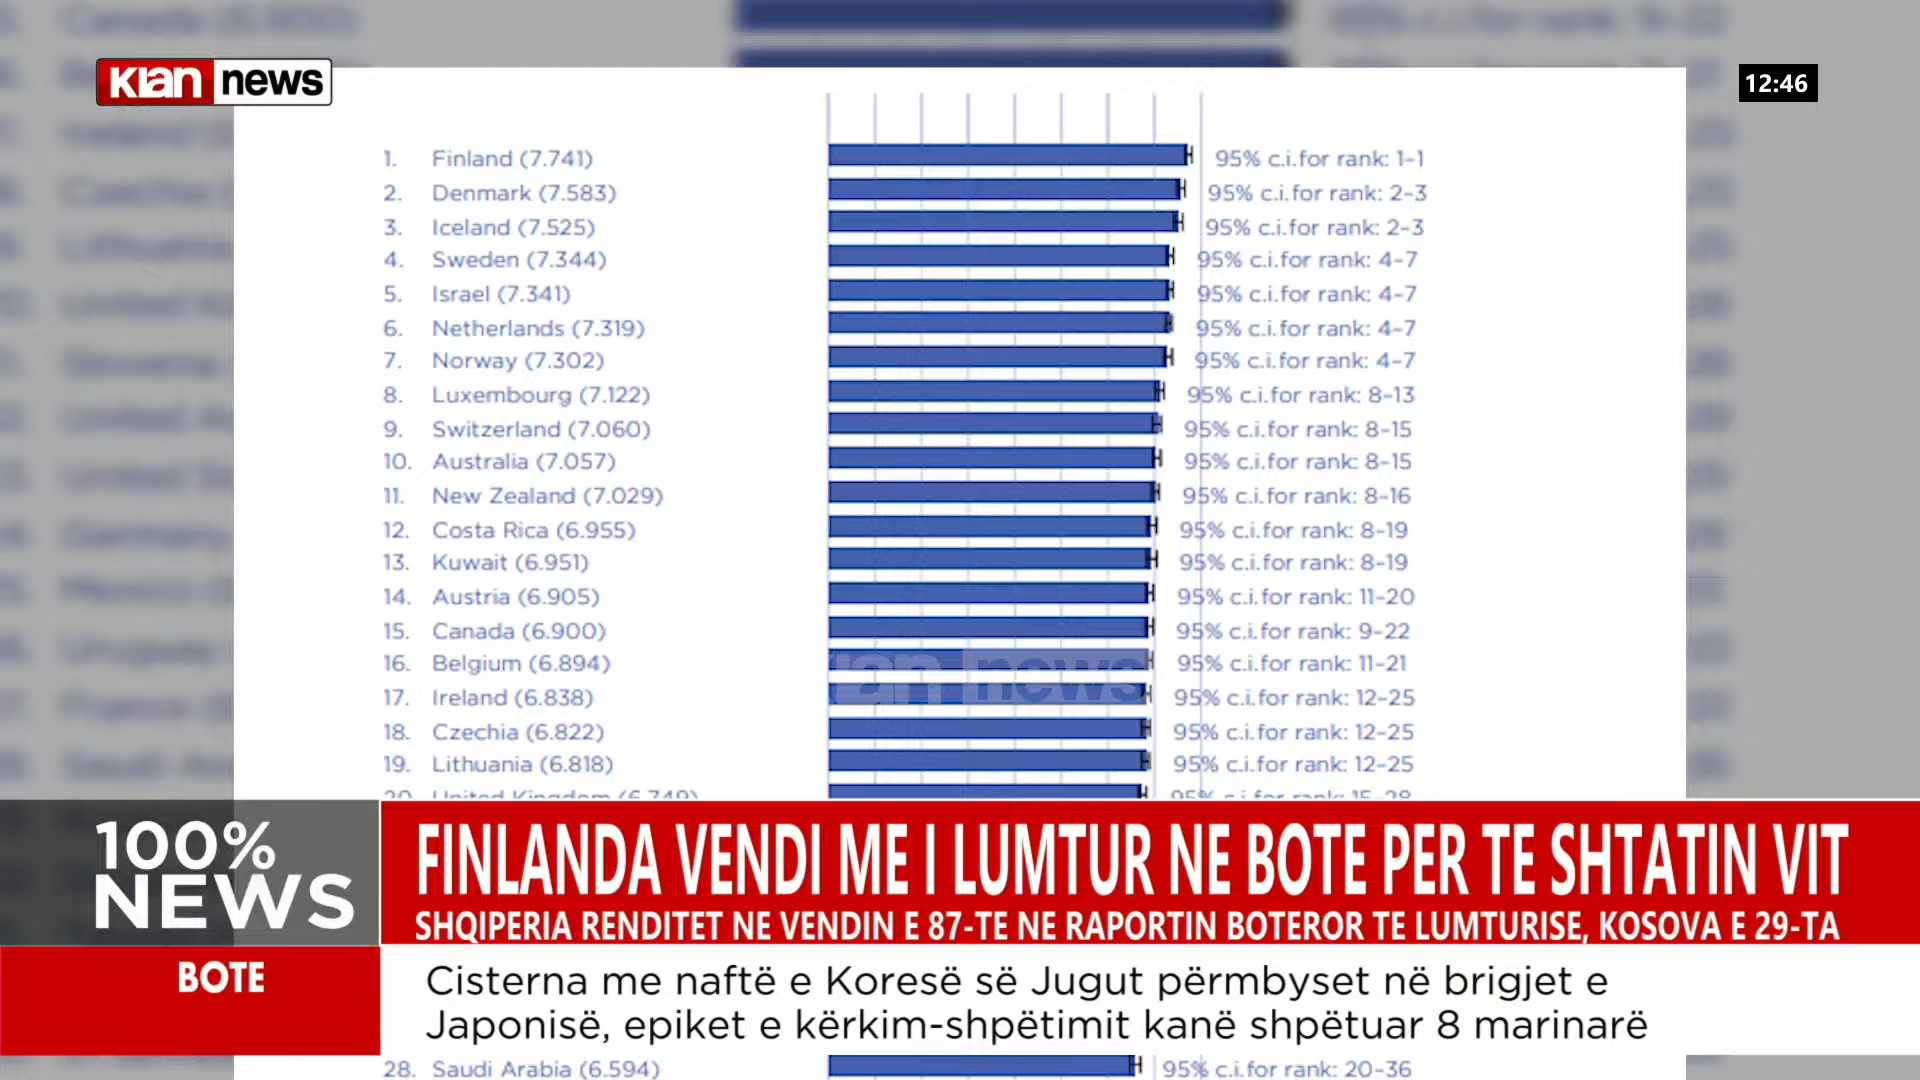 klan news
12:46
1. Finland (7.741) 95% c.i.for rank: 1-1
2. Denmark (7.583) 95% c.i.for rank: 2-3
3. Iceland (7.525) 95% c.i.for rank: 2-3
4. Sweden (7.344) 95% c.i.for rank: 4-7
5. Israel (7.341) 95% c.i.for rank: 4-7
6. Netherlands (7.319) 95% c.i.for rank: 4-7
7. Norway (7.302) 95% c.i.for rank: 4-7
8. Luxembourg (7.122) 95% c.i.for rank: 8-13
9. Switzerland (7.060) 95% c.i.for rank: 8-15
10. Australia (7.057) 95% c.i.for rank: 8-15
11. New Zealand (7.029) 95% c.i.for rank: 8-16
12. Costa Rica (6.955) 95% c.i.for rank: 8-19
13. Kuwait (6.951) 95% c.i.for rank: 8-19
14. Austria (6.905) 95% c.i.for rank: 11-20
15. Canada (6.900) 95% c.i.for rank: 9-22
16. Belgium (6.894) 95% c.i.for rank: 11-21
klan news
17. Ireland (6.838) 95% c.i.for rank: 12-25
18. Czechia (6.822) 95% c.i.for rank: 12-25
19. Lithuania (6.818) 95% c.i.for rank: 12-25
20. United Kingdom (6.749) 95% c.i.for rank: 15-28
100%
NEWS
FINLANDA VENDI ME I LUMTUR NE BOTE PER TE SHTATIN VIT
SHQIPERIA RENDITET NE VENDIN E 87-TE NE RAPORTIN BOTEROR TE LUMTURISE, KOSOVA E 29-TA
BOTE
Cisterna me naftë e Koresë së Jugut përmbyset në brigjet e
Japonisë, epiket e kërkim-shpëtimit kanë shpëtuar 8 marinarë
28. Saudi Arabia (6.594) 95% c.i.for rank: 20-36